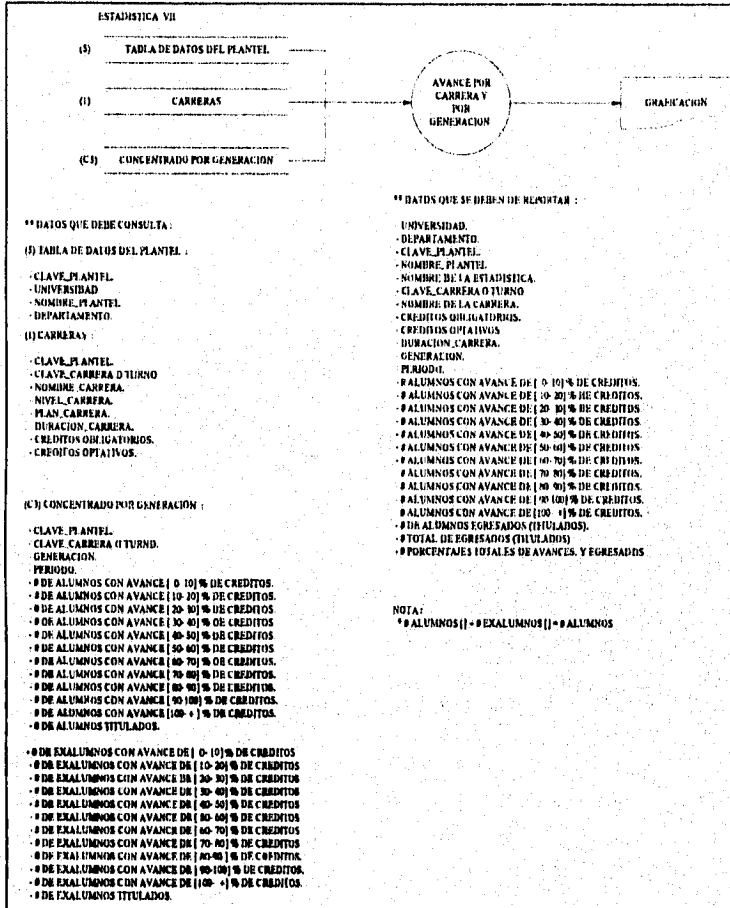 ESTADISTICA VII
(5) TABLA DE DATOS DEL PLANTEL.
(1) CARRERAS
(C3) CONCENTRADO POR GENERACION
AVANCE POR
CARRERA Y
POR
GENERACION
GRAFICACION
** DATOS QUE DEBE CONSULTA :
(5) TABLA DE DATOS DEL PLANTEL :
- CLAVE_PLANTEL.
- UNIVERSIDAD
- NOMBRE_PLANTEL.
- DEPARTAMENTO.
(1) CARRERAS :
- CLAVE_PLANTEL.
- CLAVE_CARRERA O TURNO
- NOMBRE_CARRERA.
- NIVEL_CARRERA.
- PLAN_CARRERA.
DURACION_CARRERA.
- CREDITOS OBLIGATORIOS.
- CREDITOS OPTATIVOS.
(C3) CONCENTRADO POR GENERACION :
- CLAVE_PLANTEL.
- CLAVE_CARRERA O TURNO.
GENERACION.
PERIODO.
- # DE ALUMNOS CON AVANCE [ 0- 10] % DE CREDITOS.
- # DE ALUMNOS CON AVANCE [10- 20] % DE CREDITOS.
- # DE ALUMNOS CON AVANCE [20- 30] % DE CREDITOS.
- # DE ALUMNOS CON AVANCE [30- 40] % DE CREDITOS.
- # DE ALUMNOS CON AVANCE [40- 50] % DE CREDITOS.
- # DE ALUMNOS CON AVANCE [50- 60] % DE CREDITOS.
- # DE ALUMNOS CON AVANCE [60- 70] % DE CREDITOS.
- # DE ALUMNOS CON AVANCE [70- 80] % DE CREDITOS.
- # DE ALUMNOS CON AVANCE [80- 90] % DE CREDITOS.
- # DE ALUMNOS CON AVANCE [90-100] % DE CREDITOS.
- # DE ALUMNOS CON AVANCE [100- +] % DE CREDITOS.
- # DE ALUMNOS TITULADOS.
- # DE EXALUMNOS CON AVANCE DE [ 0- 10] % DE CREDITOS
- # DE EXALUMNOS CON AVANCE DE [10- 20] % DE CREDITOS
- # DE EXALUMNOS CON AVANCE DE [20- 30] % DE CREDITOS
- # DE EXALUMNOS CON AVANCE DE [30- 40] % DE CREDITOS
- # DE EXALUMNOS CON AVANCE DE [40- 50] % DE CREDITOS
- # DE EXALUMNOS CON AVANCE DE [50- 60] % DE CREDITOS
- # DE EXALUMNOS CON AVANCE DE [60- 70] % DE CREDITOS
- # DE EXALUMNOS CON AVANCE DE [70- 80] % DE CREDITOS
- # DE EXALUMNOS CON AVANCE DE [80-90] % DE CREDITOS.
- # DE EXALUMNOS CON AVANCE DE [90-100] % DE CREDITOS.
- # DE EXALUMNOS CON AVANCE DE [100- +] % DE CREDITOS.
- # DE EXALUMNOS TITULADOS.
** DATOS QUE SE DEBEN DE REPORTAR :
UNIVERSIDAD.
- DEPARTAMENTO.
- CLAVE_PLANTEL.
- NOMBRE_PLANTEL.
- NOMBRE DE LA ESTADISTICA.
- CLAVE_CARRERA O TURNO
- NOMBRE DE LA CARRERA.
- CREDITOS OBLIGATORIOS.
- CREDITOS OPTATIVOS
DURACION_CARRERA.
GENERACION.
PERIODO.
# ALUMNOS CON AVANCE DE [ 0- 10] % DE CREDITOS.
- # ALUMNOS CON AVANCE DE [ 10- 20] % DE CREDITOS.
- # ALUMNOS CON AVANCE DE [ 20- 30] % DE CREDITOS.
- # ALUMNOS CON AVANCE DE [ 30- 40] % DE CREDITOS.
- # ALUMNOS CON AVANCE DE [ 40- 50] % DE CREDITOS.
- # ALUMNOS CON AVANCE DE [ 50- 60] % DE CREDITOS.
- # ALUMNOS CON AVANCE DE [ 60- 70] % DE CREDITOS.
# ALUMNOS CON AVANCE DE [ 70- 80] % DE CREDITOS.
# ALUMNOS CON AVANCE DE [ 80- 90] % DE CREDITOS.
- # ALUMNOS CON AVANCE DE [ 90-100] % DE CREDITOS.
# ALUMNOS CON AVANCE DE [100- +] % DE CREDITOS.
- # DE ALUMNOS EGRESADOS (TITULADOS).
- # TOTAL DE EGRESADOS (TITULADOS)
- # PORCENTAJES TOTALES DE AVANCES, Y EGRESADOS
NOTA:
* # ALUMNOS [] + # EXALUMNOS [] = # ALUMNOS